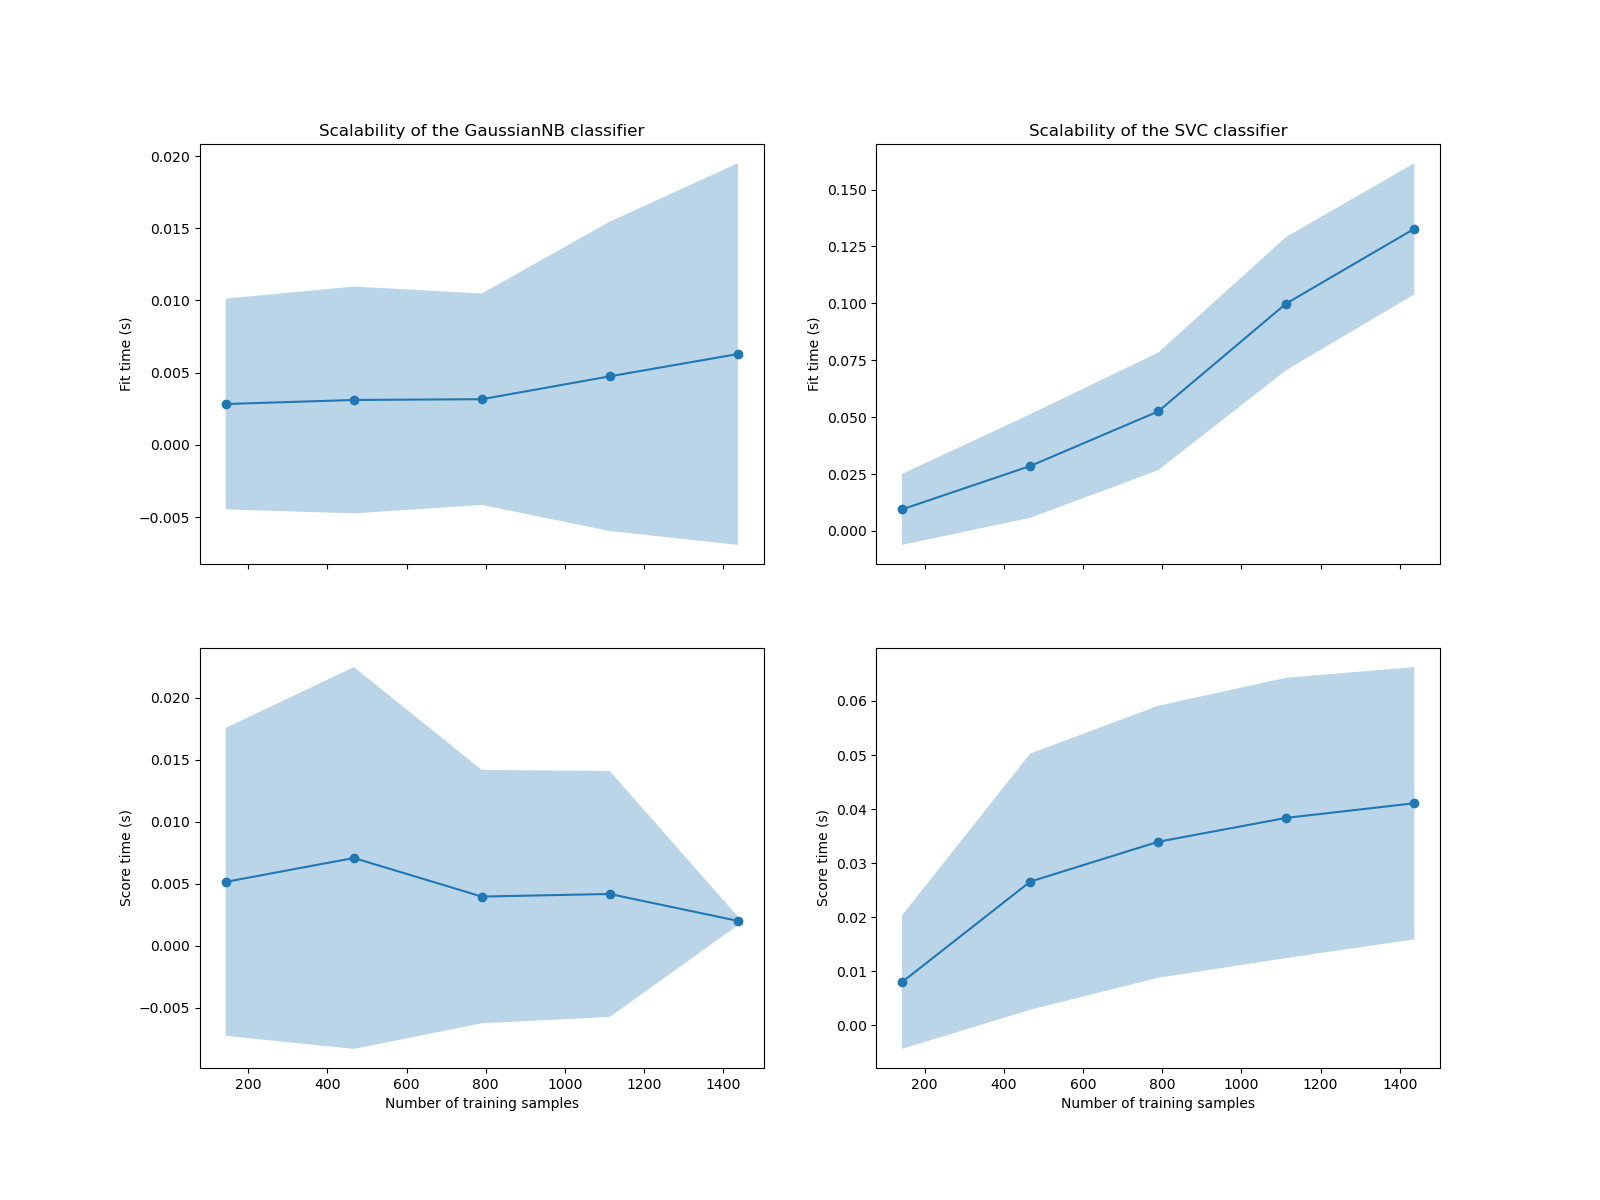 Scalability of the GaussianNB classifier
0.020
0.015
0.010
0.005
0.000
−0.005
Fit time (s)
Scalability of the SVC classifier
0.150
0.125
0.100
0.075
0.050
0.025
0.000
Fit time (s)
0.020
0.015
0.010
0.005
0.000
−0.005
Score time (s)
200 400 600 800 1000 1200 1400
Number of training samples
0.06
0.05
0.04
0.03
0.02
0.01
0.00
Score time (s)
200 400 600 800 1000 1200 1400
Number of training samples